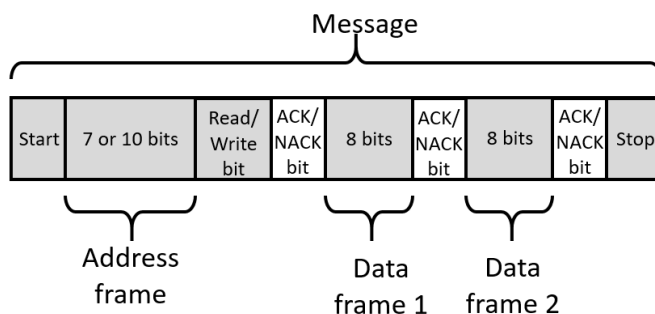 Message
Start
7 or 10 bits
Read/
Write
bit
ACK/
NACK
bit
8 bits
ACK/
NACK
bit
8 bits
ACK/
NACK
bit
Stop
Address
frame
Data
frame 1
Data
frame 2